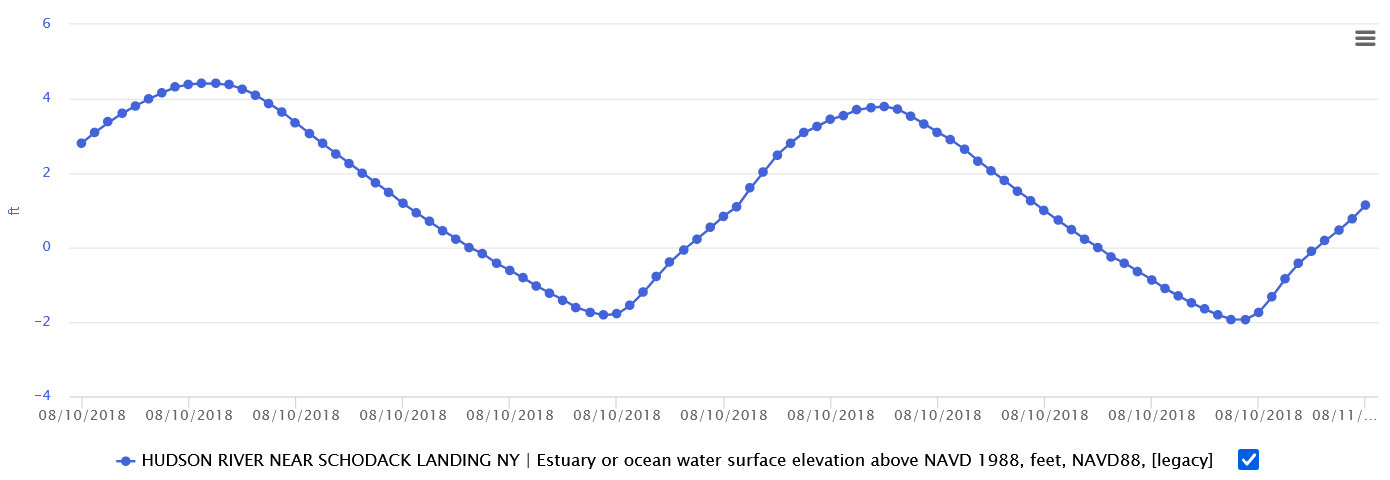 6
4
2
0
−2
−4
ft
08/10/2018 08/10/2018 08/10/2018 08/10/2018 08/10/2018 08/10/2018 08/10/2018 08/10/2018 08/10/2018 08/10/2018 08/10/2018 08/10/2018 08/11/…
HUDSON RIVER NEAR SCHODACK LANDING NY | Estuary or ocean water surface elevation above NAVD 1988, feet, NAVD88, [legacy]